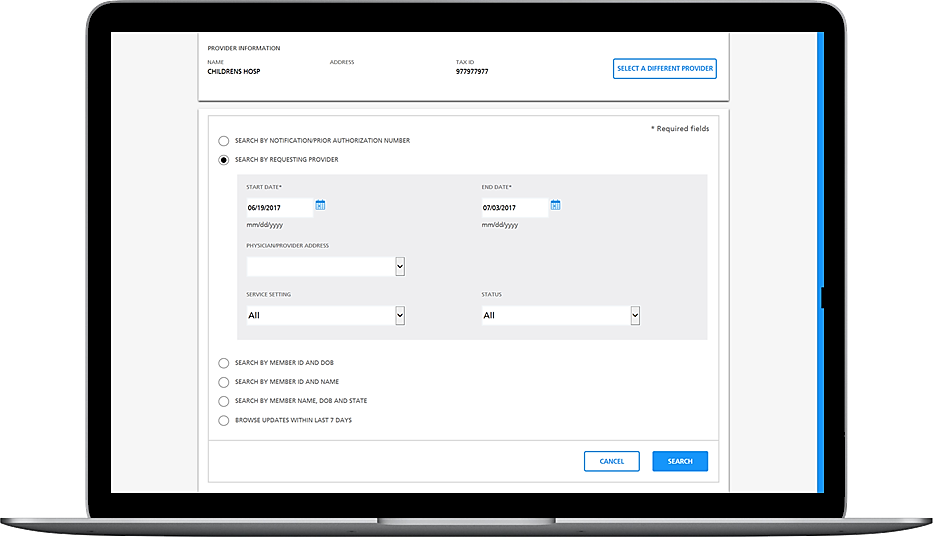 PROVIDER INFORMATION
NAME ADDRESS TAX ID
CHILDRENS HOSP 977977977
SELECT A DIFFERENT PROVIDER
* Required fields
SEARCH BY NOTIFICATION/PRIOR AUTHORIZATION NUMBER
SEARCH BY REQUESTING PROVIDER
START DATE* END DATE*
06/19/2017 07/03/2017
mm/dd/yyyy mm/dd/yyyy
PHYSICIAN/PROVIDER ADDRESS
SERVICE SETTING STATUS
All All
SEARCH BY MEMBER ID AND DOB
SEARCH BY MEMBER ID AND NAME
SEARCH BY MEMBER NAME, DOB AND STATE
BROWSE UPDATES WITHIN LAST 7 DAYS
CANCEL SEARCH